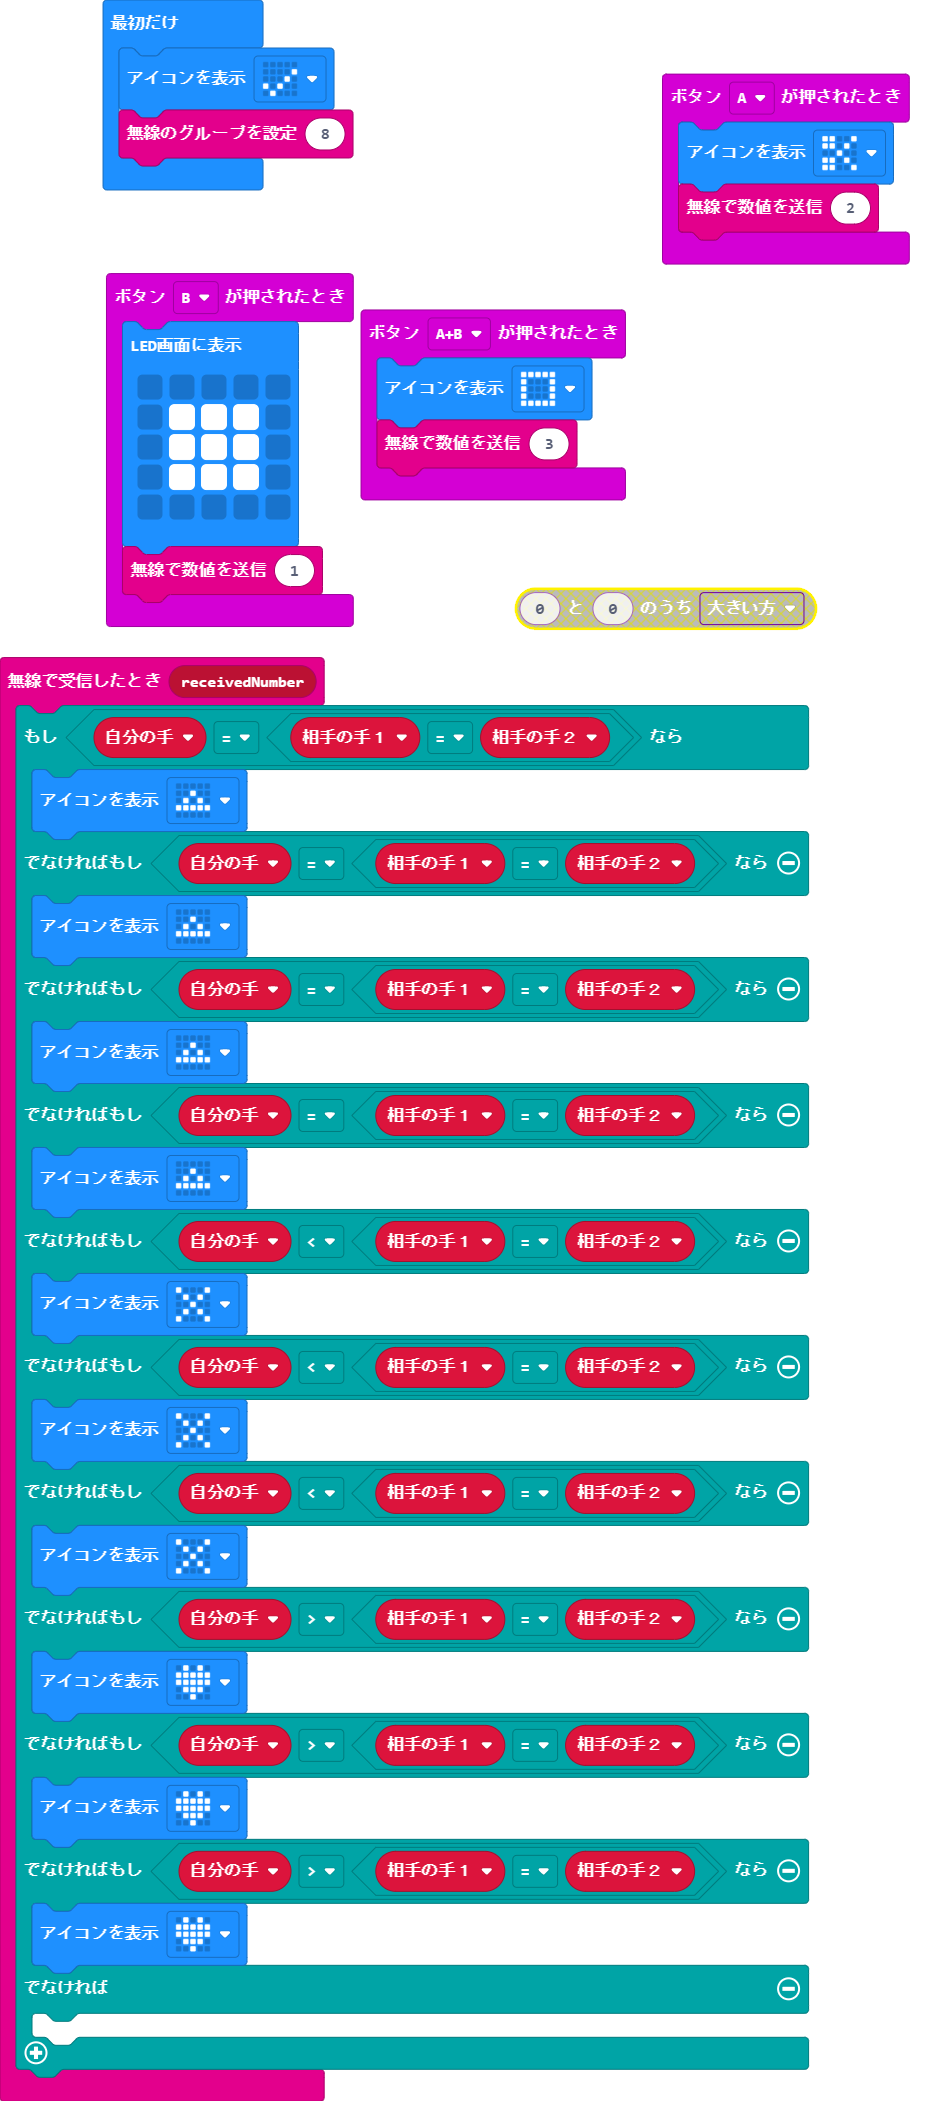 最初だけ
アイコンを表示
無線のグループを設定 8
ボタン A が押されたとき
アイコンを表示
無線で数値を送信 2
ボタン B が押されたとき
LED画面に表示
無線で数値を送信 1
ボタン A+B が押されたとき
アイコンを表示
無線で数値を送信 3
0 と 0 のうち 大きい方
無線で受信したとき receivedNumber
もし 自分の手 = 相手の手１ = 相手の手２ なら
アイコンを表示
でなければもし 自分の手 = 相手の手１ = 相手の手２ なら
アイコンを表示
でなければもし 自分の手 = 相手の手１ = 相手の手２ なら
アイコンを表示
でなければもし 自分の手 = 相手の手１ = 相手の手２ なら
アイコンを表示
でなければもし 自分の手 < 相手の手１ = 相手の手２ なら
アイコンを表示
でなければもし 自分の手 < 相手の手１ = 相手の手２ なら
アイコンを表示
でなければもし 自分の手 < 相手の手１ = 相手の手２ なら
アイコンを表示
でなければもし 自分の手 > 相手の手１ = 相手の手２ なら
アイコンを表示
でなければもし 自分の手 > 相手の手１ = 相手の手２ なら
アイコンを表示
でなければもし 自分の手 > 相手の手１ = 相手の手２ なら
アイコンを表示
でなければ